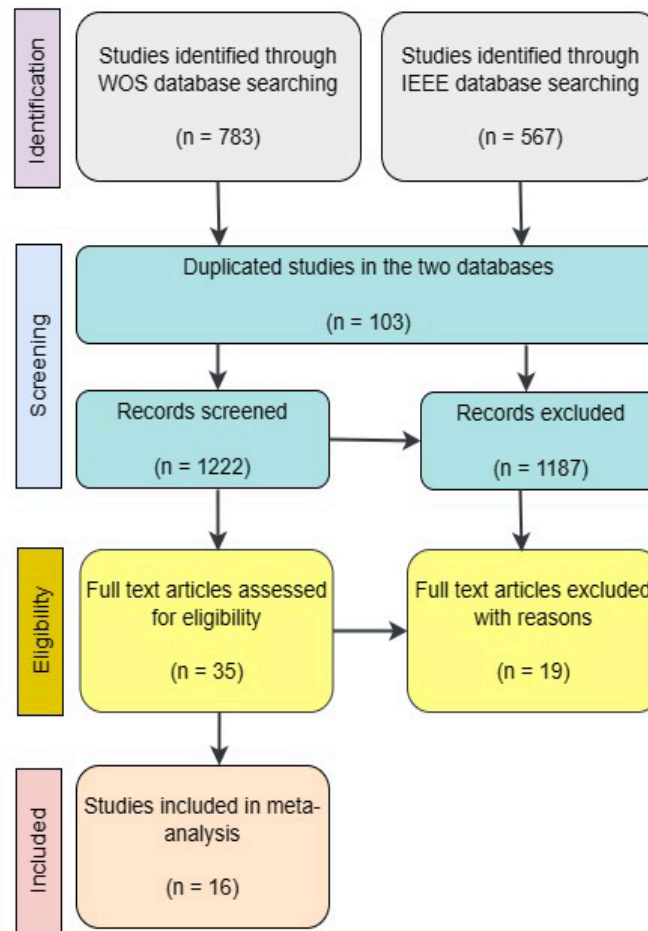 Identification
Studies identified through
WOS database searching
(n = 783)
Studies identified through
IEEE database searching
(n = 567)
Screening
Duplicated studies in the two databases
(n = 103)
Records screened
(n = 1222)
Records excluded
(n = 1187)
Eligibility
Full text articles assessed
for eligibility
(n = 35)
Full text articles excluded
with reasons
(n = 19)
Included
Studies included in meta-
analysis
(n = 16)